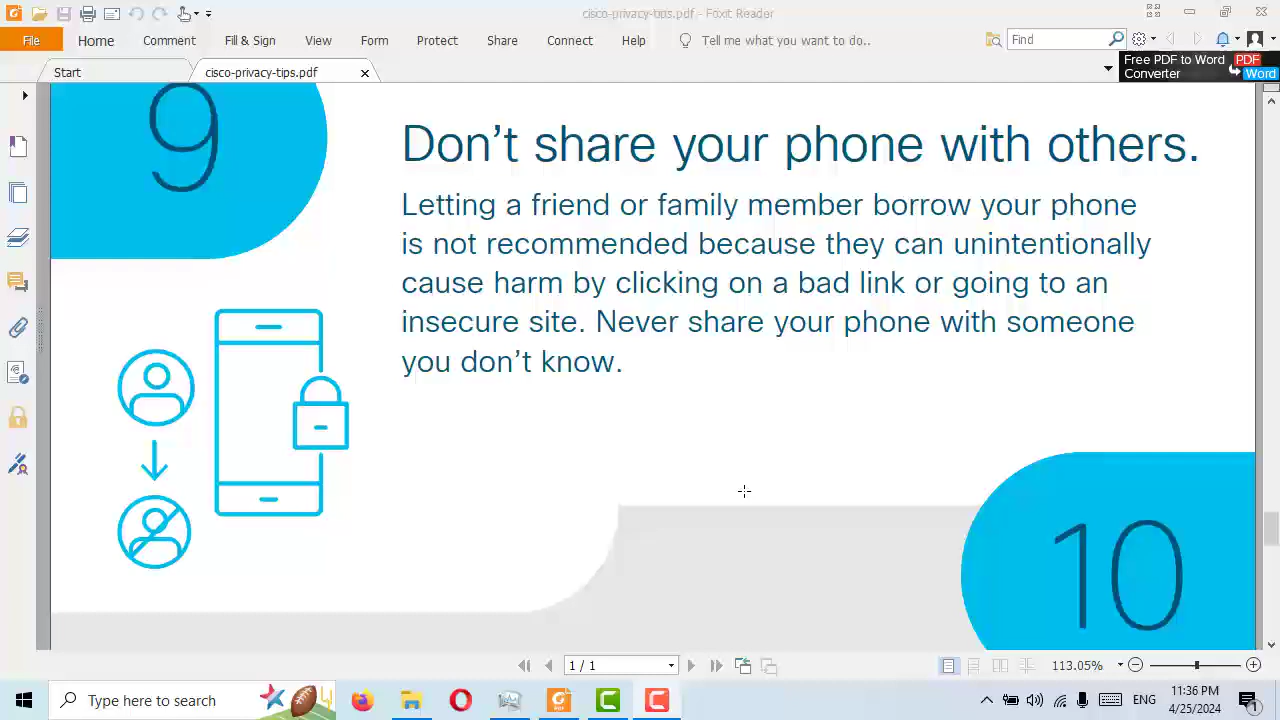 cisco-privacy-tips.pdf - Foxit Reader
File Home Comment Fill & Sign View Form Protect Share Connect Help Tell me what you want to do.. Find
Start cisco-privacy-tips.pdf
Free PDF to Word
Converter
PDF
Word
9
Don't share your phone with others.
Letting a friend or family member borrow your phone
is not recommended because they can unintentionally
cause harm by clicking on a bad link or going to an
insecure site. Never share your phone with someone
you don't know.
10
1 / 1
113.05%
Type here to search
ENG
11:36 PM
4/25/2024
1